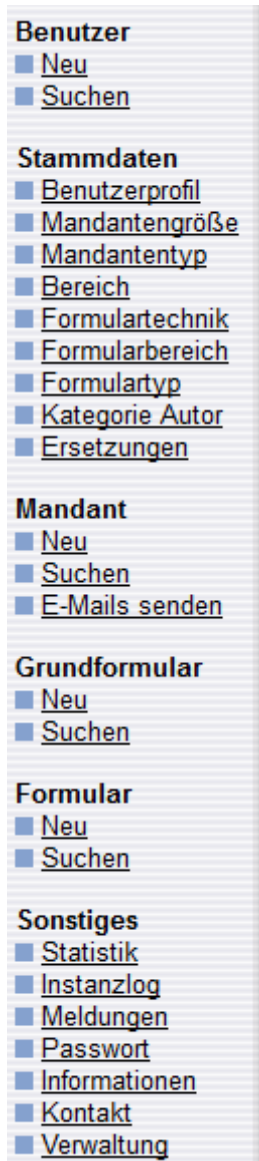 Benutzer
Neu
Suchen
Stammdaten
Benutzerprofil
Mandantengröße
Mandantentyp
Bereich
Formulartechnik
Formularbereich
Formulartyp
Kategorie Autor
Ersetzungen
Mandant
Neu
Suchen
E-Mails senden
Grundformular
Neu
Suchen
Formular
Neu
Suchen
Sonstiges
Statistik
Instanzlog
Meldungen
Passwort
Informationen
Kontakt
Verwaltung